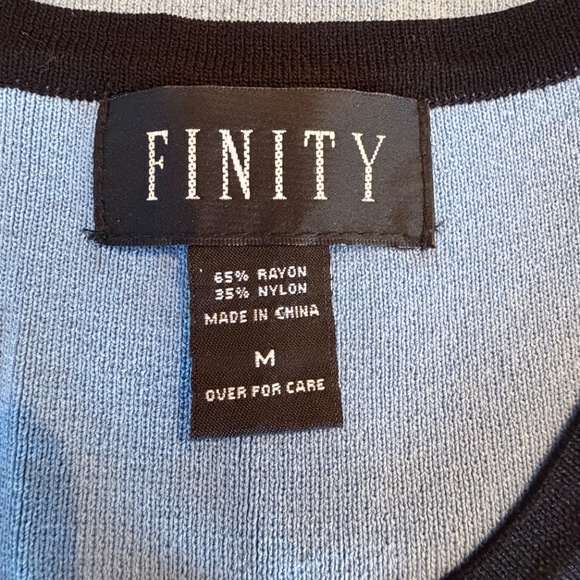 FINITY
65% RAYON
35% NYLON
MADE IN CHINA
M
OVER FOR CARE